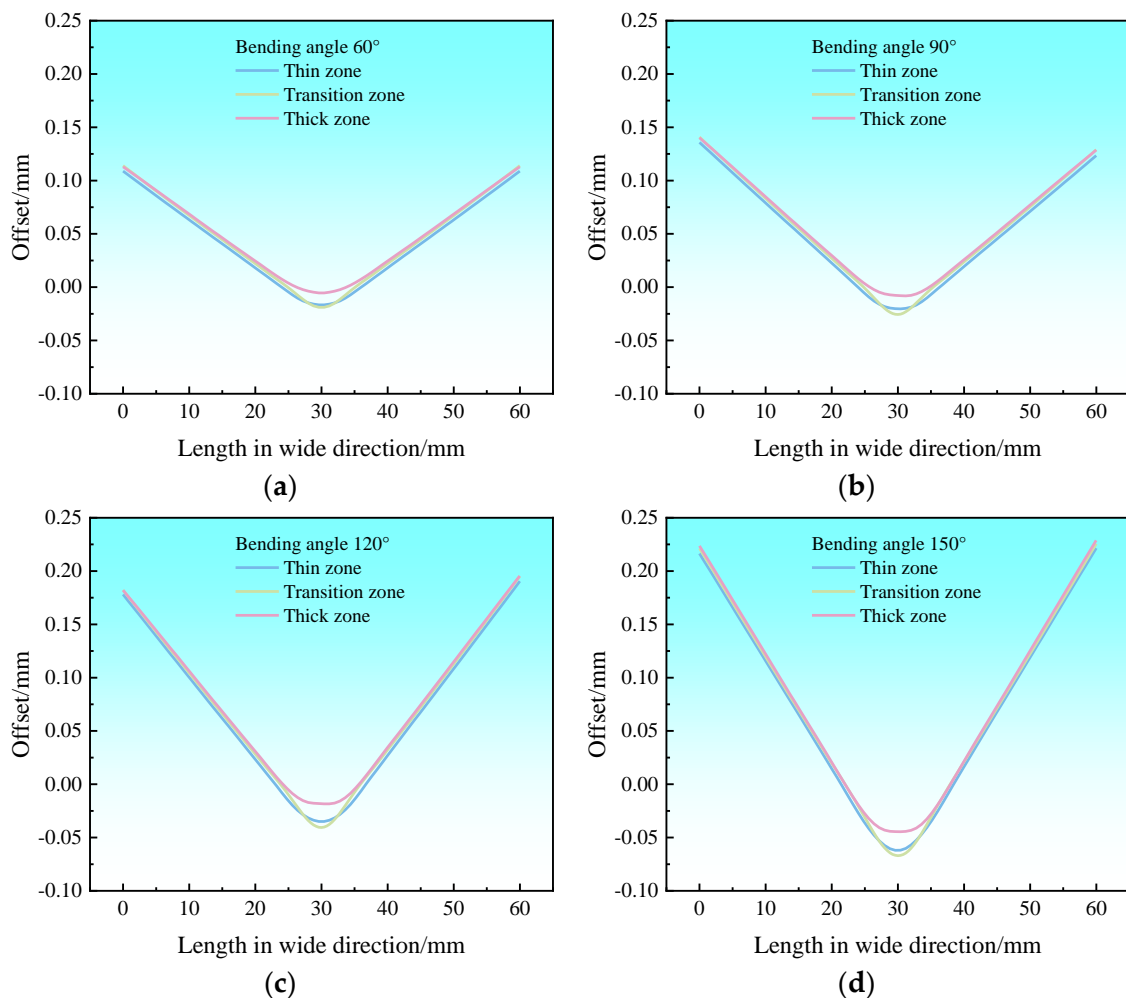 Bending angle 60°
Thin zone
Transition zone
Thick zone
0.25
0.20
0.15
0.10
0.05
0.00
-0.05
-0.10
Offset/mm
0 10 20 30 40 50 60
Length in wide direction/mm
(a)
Bending angle 90°
Thin zone
Transition zone
Thick zone
0.25
0.20
0.15
0.10
0.05
0.00
-0.05
-0.10
Offset/mm
0 10 20 30 40 50 60
Length in wide direction/mm
(b)
Bending angle 120°
Thin zone
Transition zone
Thick zone
0.25
0.20
0.15
0.10
0.05
0.00
-0.05
-0.10
Offset/mm
0 10 20 30 40 50 60
Length in wide direction/mm
(c)
Bending angle 150°
Thin zone
Transition zone
Thick zone
0.25
0.20
0.15
0.10
0.05
0.00
-0.05
-0.10
Offset/mm
0 10 20 30 40 50 60
Length in wide direction/mm
(d)